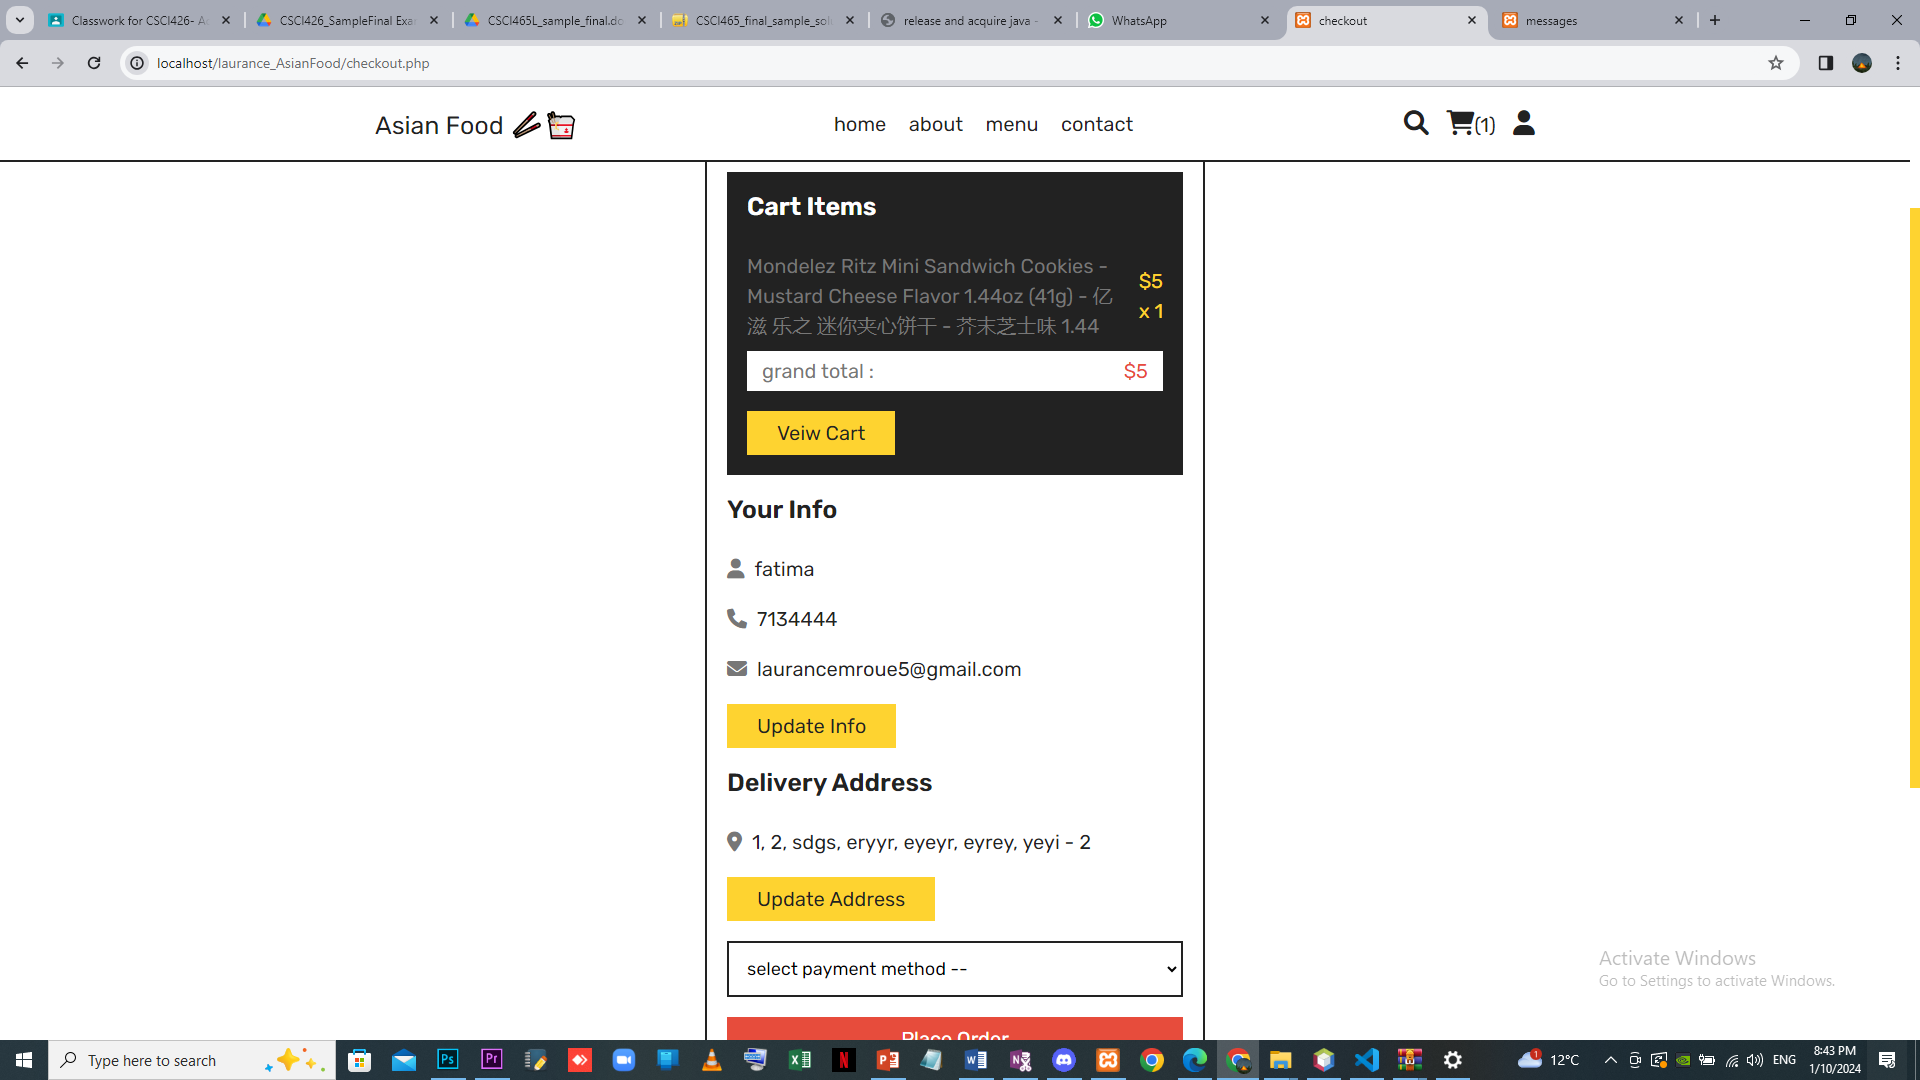 Classwork for CSCI426- A
CSCI426_SampleFinal Exa
CSCI465L_sample_final.do
CSCI465_final_sample_sol
release and acquire java -
WhatsApp
checkout
messages
localhost/laurance_AsianFood/checkout.php
Asian Food
home about menu contact
(1)
Cart Items
Mondelez Ritz Mini Sandwich Cookies -
Mustard Cheese Flavor 1.44oz (41g) - 亿
滋 乐之 迷你夹心饼干 - 芥末芝士味 1.44
$5
x 1
grand total : $5
Veiw Cart
Your Info
fatima
7134444
laurancemroue5@gmail.com
Update Info
Delivery Address
1, 2, sdgs, eryyr, eyeyr, eyrey, yeyi - 2
Update Address
select payment method --
Place Order
Activate Windows
Go to Settings to activate Windows.
Type here to search
12°C
ENG
8:43 PM
1/10/2024